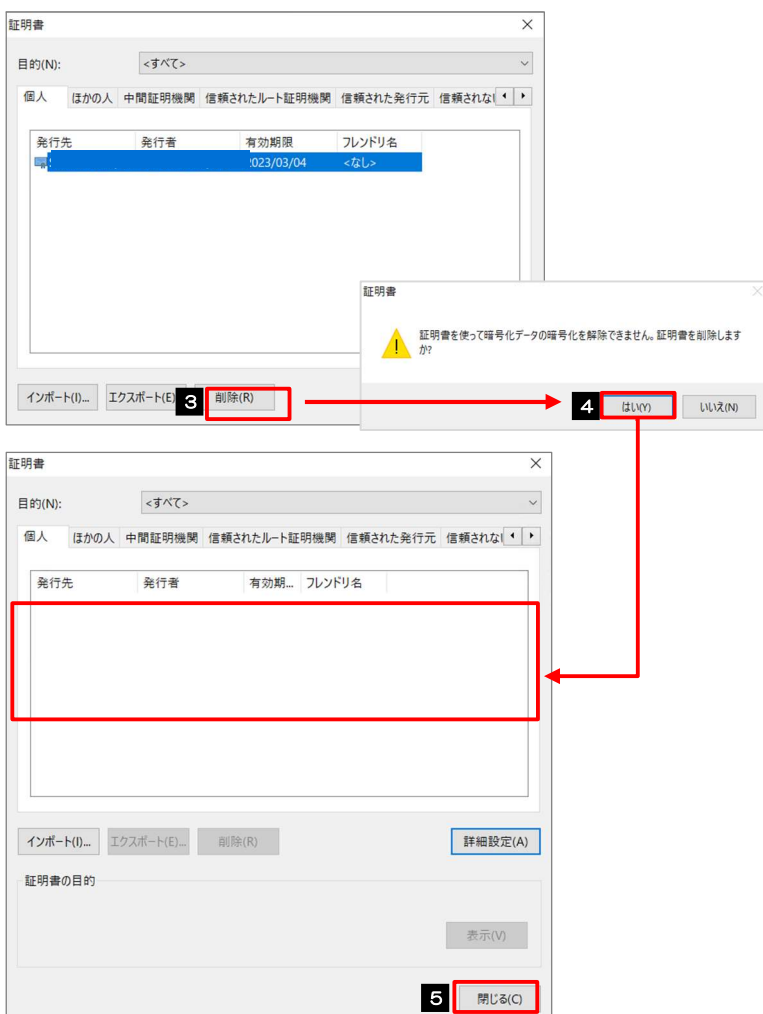 証明書
目的(N): <すべて>
個人 ほかの人 中間証明機関 信頼されたルート証明機関 信頼された発行元 信頼されな
発行先 発行者 有効期限 フレンドリ名
2023/03/04 <なし>
証明書
証明書を使って暗号化データの暗号化を解除できません。証明書を削除します
か?
インポート(I)... エクスポート(E) 3 削除(R)
4 はい(Y) いいえ(N)
証明書
目的(N): <すべて>
個人 ほかの人 中間証明機関 信頼されたルート証明機関 信頼された発行元 信頼されな
発行先 発行者 有効期... フレンドリ名
インポート(I)... エクスポート(E)... 削除(R) 詳細設定(A)
証明書の目的
表示(V)
5 閉じる(C)